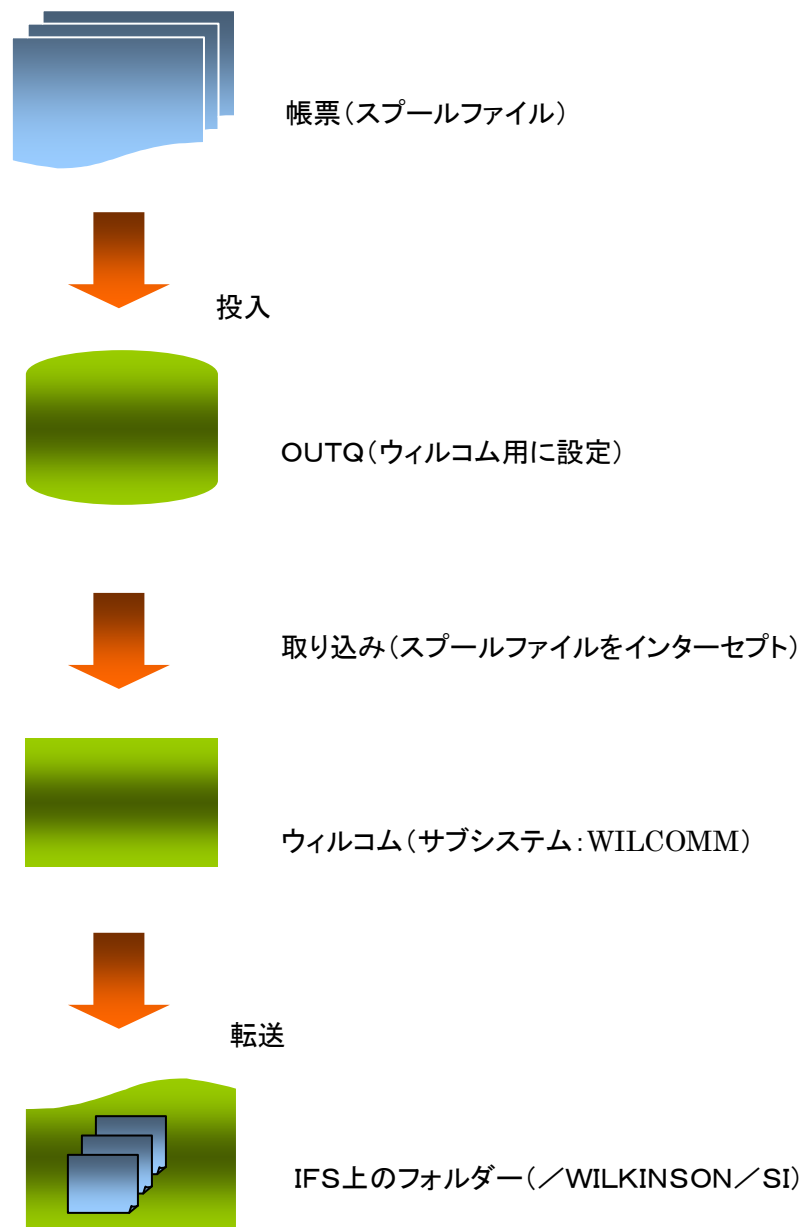 帳票（スプールファイル）
投入
ＯＵＴＱ（ウィルコム用に設定）
取り込み（スプールファイルをインターセプト）
ウィルコム（サブシステム：WILCOMM）
転送
ＩＦＳ上のフォルダー（／WILKINSON／SI）